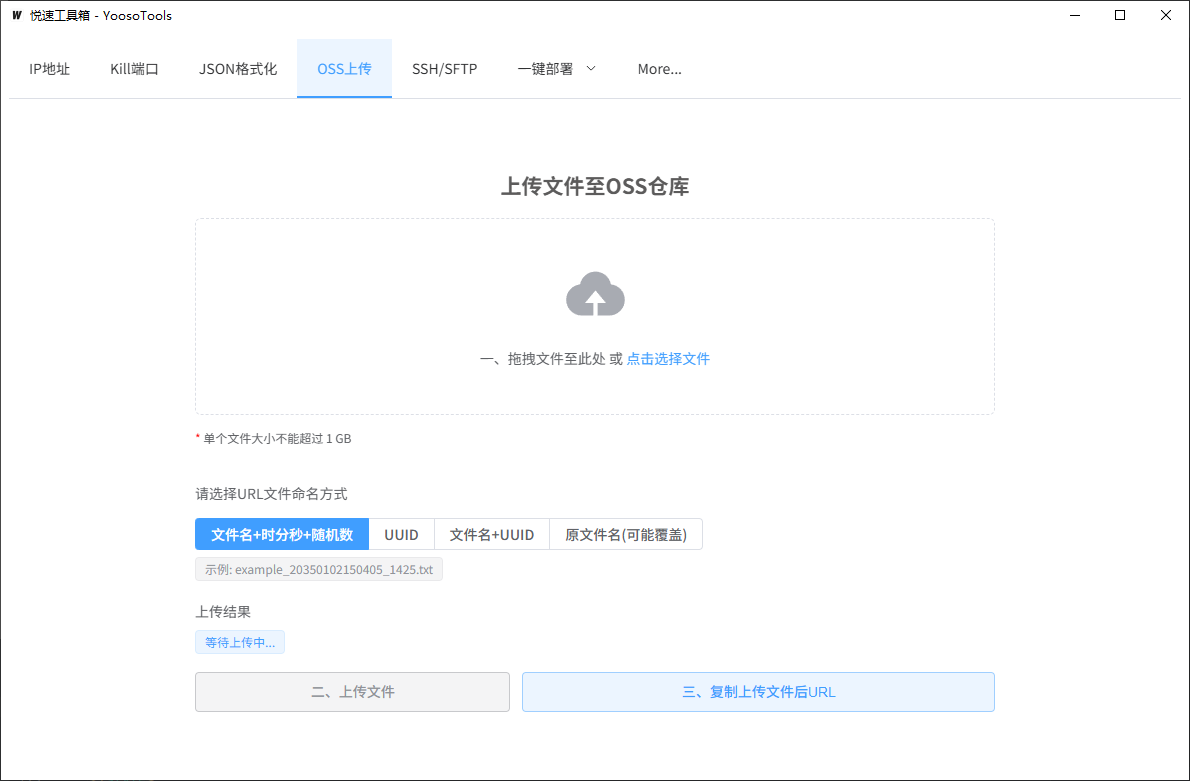 W 悦速工具箱 - YoosoTools
IP地址 Kill端口 JSON格式化 OSS上传 SSH/SFTP 一键部署 More...
上传文件至OSS仓库
一、拖拽文件至此处 或 点击选择文件
* 单个文件大小不能超过 1 GB
请选择URL文件命名方式
文件名+时分秒+随机数 UUID 文件名+UUID 原文件名(可能覆盖)
示例: example_20350102150405_1425.txt
上传结果
等待上传中...
二、上传文件 三、复制上传文件后URL